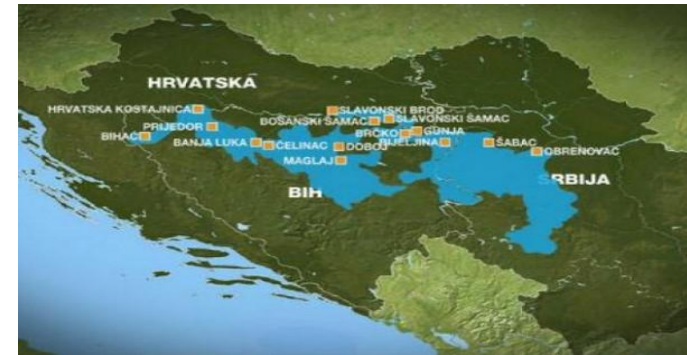 HRVATSKA
HRVATSKA KOSTAJNICA
SLAVONSKI BROD
BOSANSKI ŠAMAC
SLAVONSKI ŠAMAC
PRIJEDOR
BIHAĆ
BRČKO
GUNJA
BANJA LUKA
ČELINAC
DOBOJ
BIJELJINA
ŠABAC
OBRENOVAC
MAGLAJ
BIH
SRBIJA